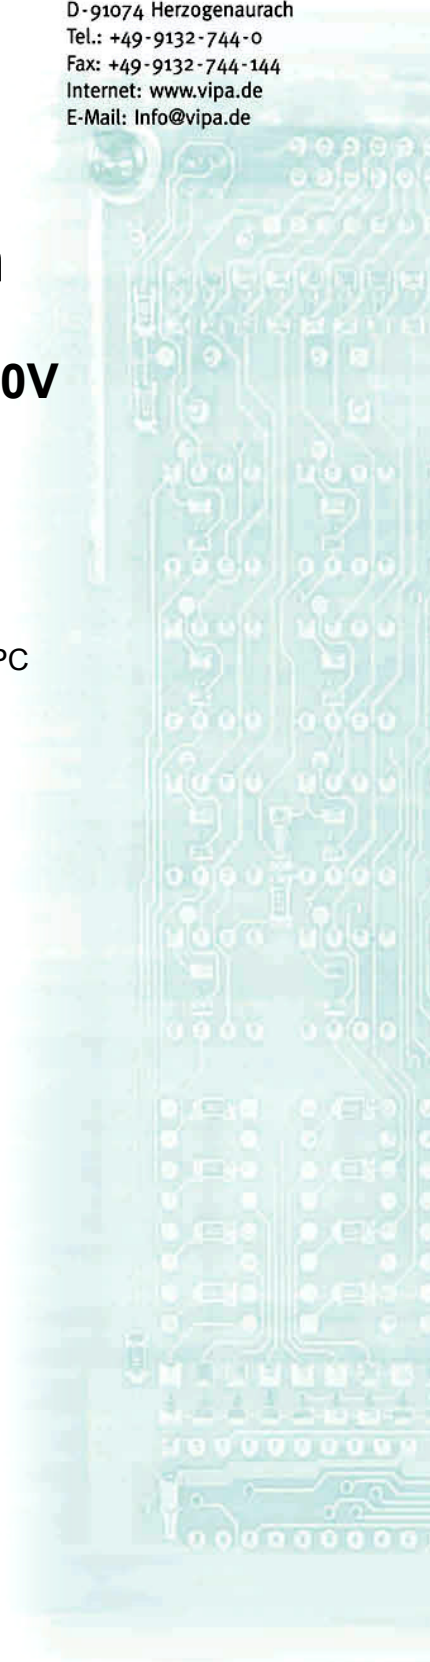 D-91074 Herzogenaurach
Tel.: +49-9132-744-0
Fax: +49-9132-744-144
Internet: www.vipa.de
E-Mail: Info@vipa.de
0V
PC